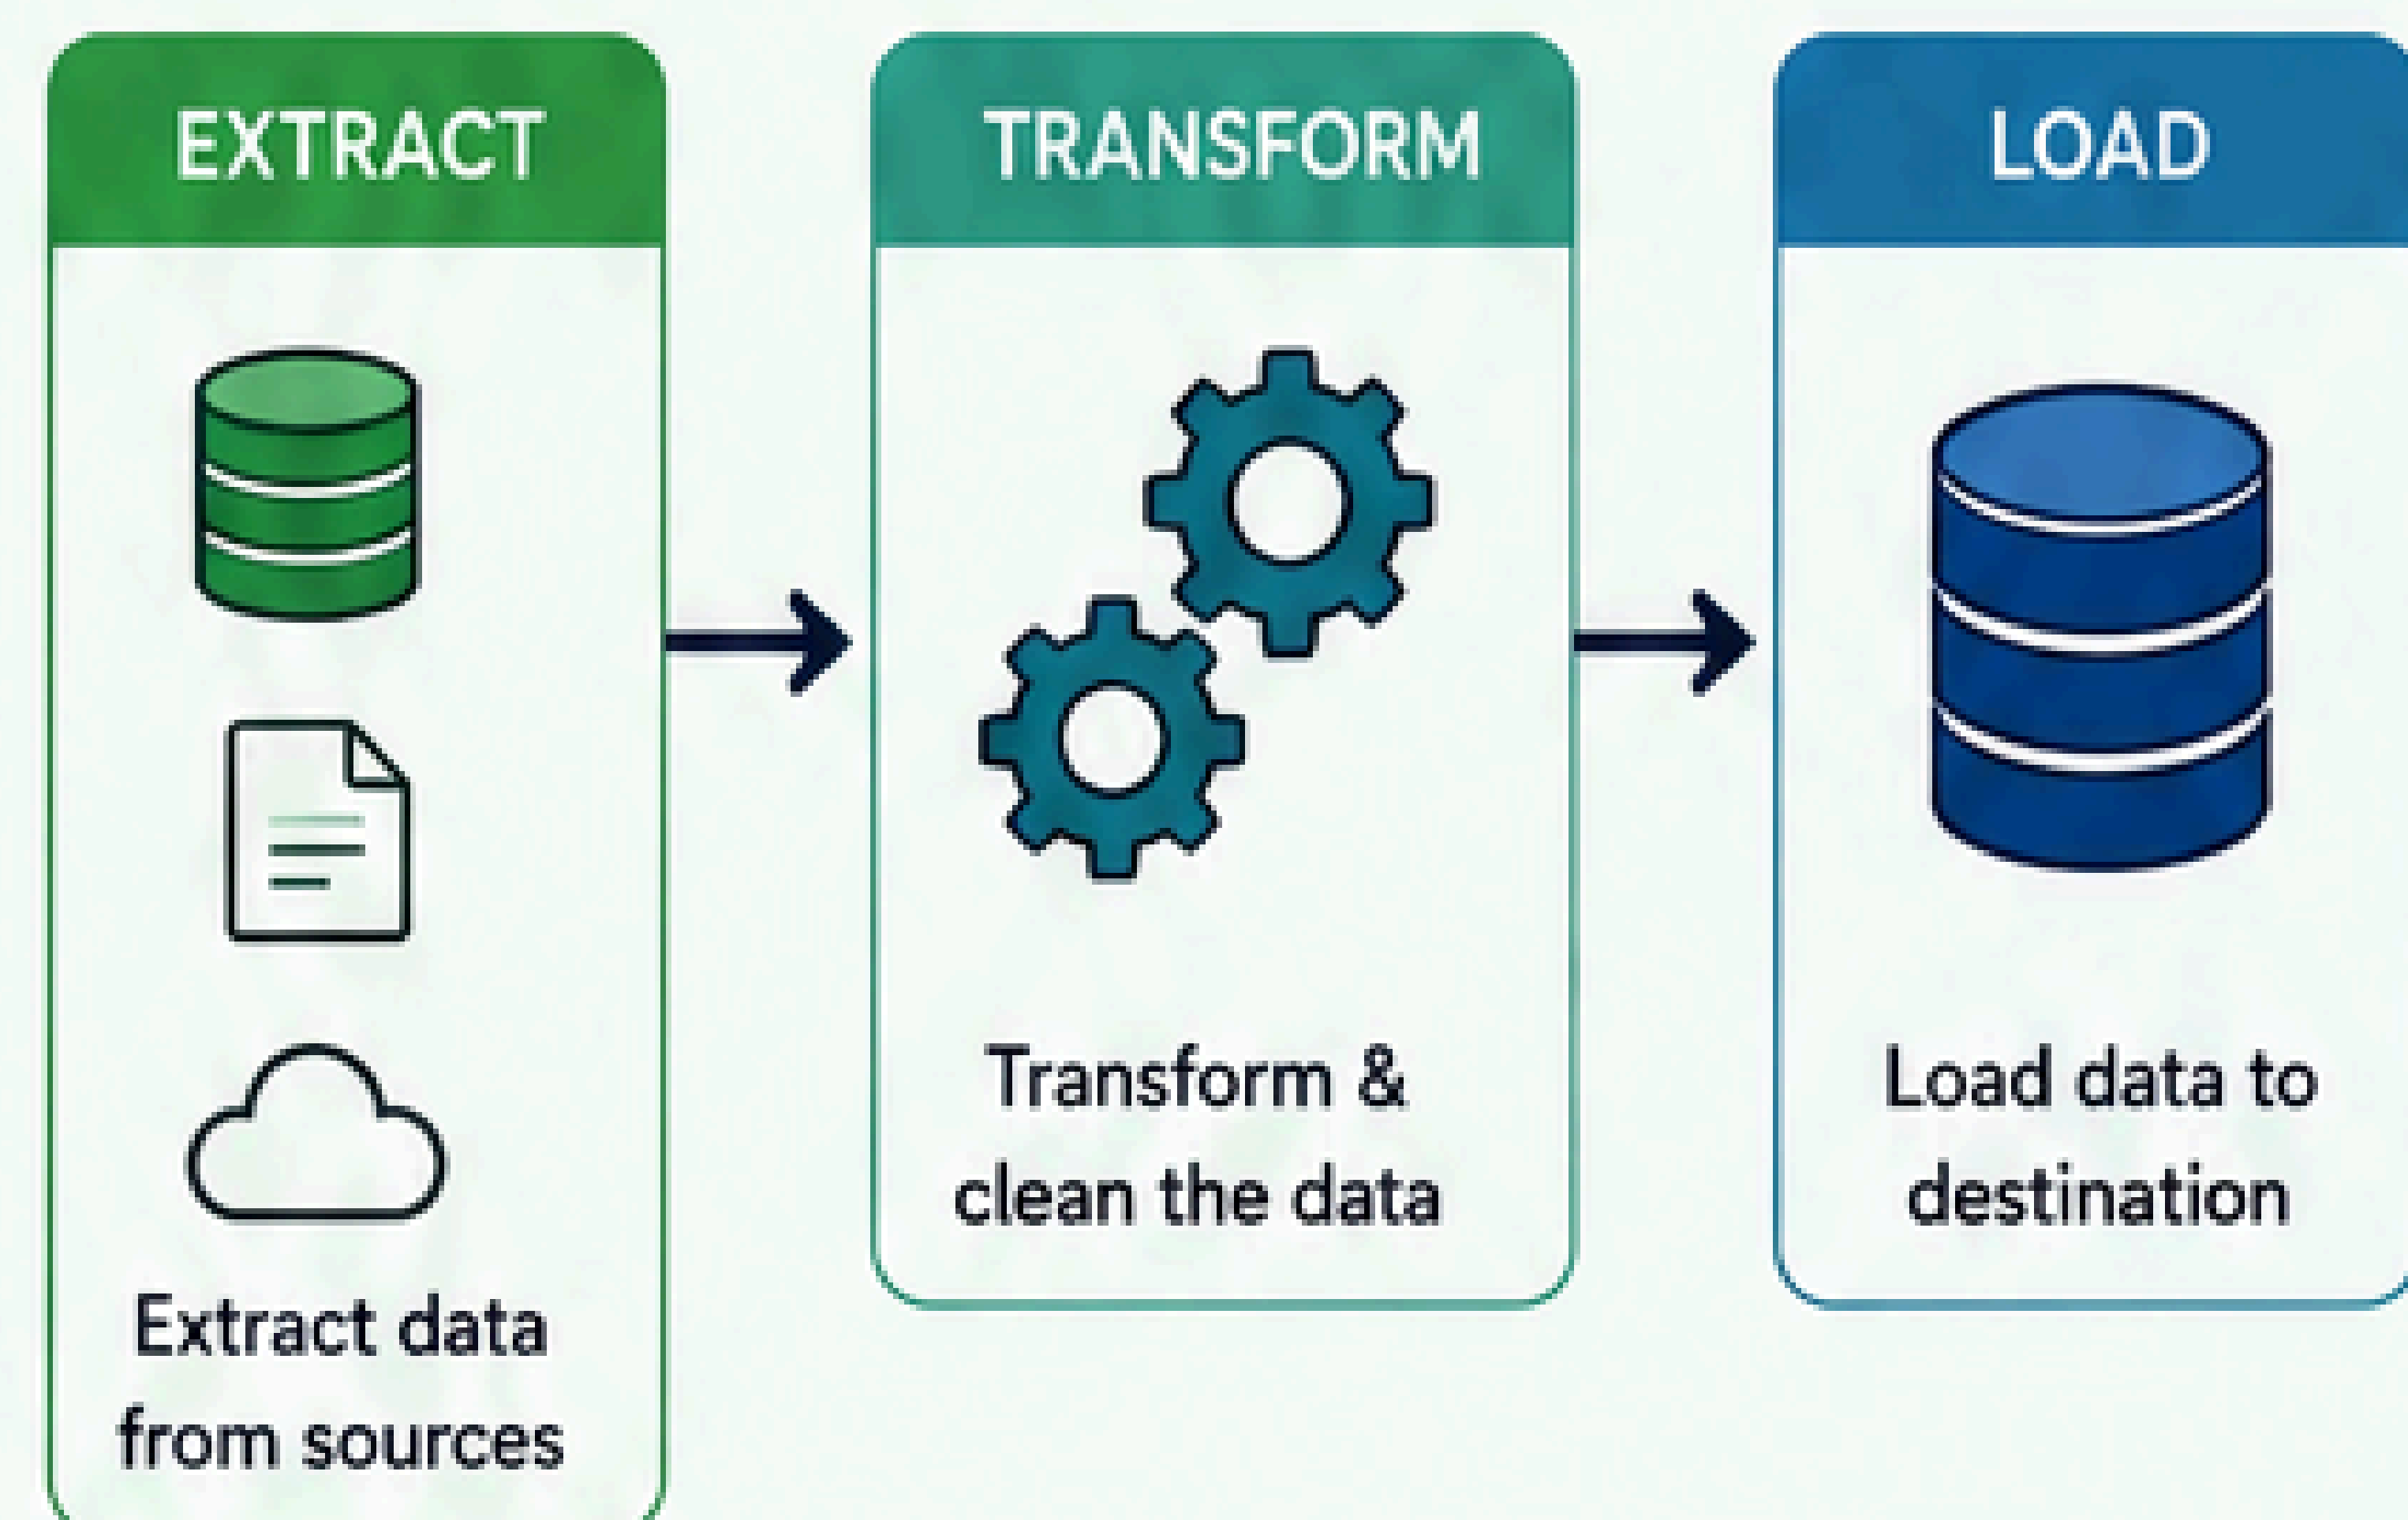 EXTRACT
Extract data
from sources
TRANSFORM
Transform &
clean the data
LOAD
Load data to
destination